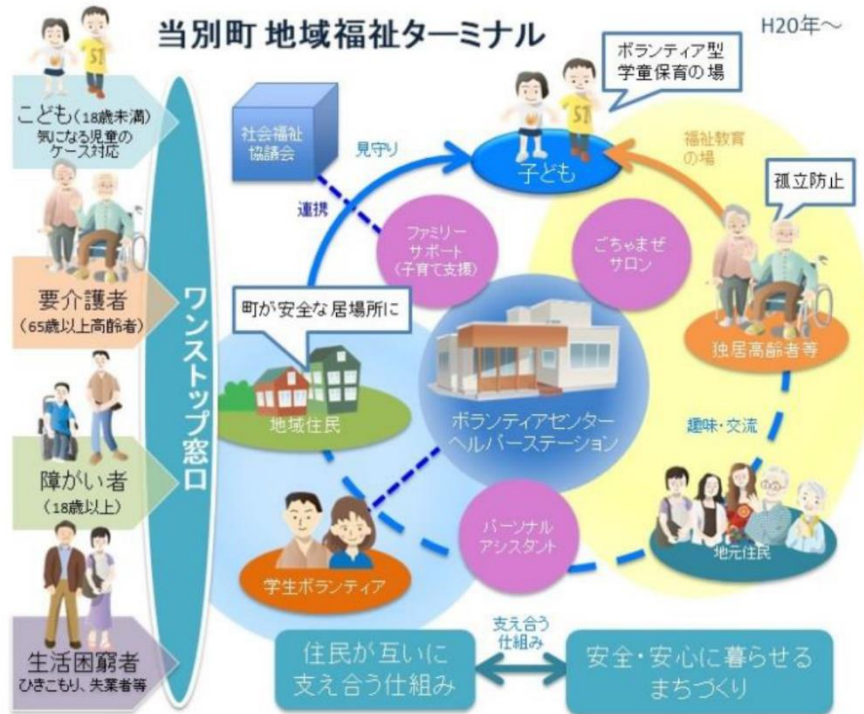 当別町 地域福祉ターミナル
H20年～
こども(18歳未満)
気になる児童の
ケース対応
要介護者
(65歳以上高齢者)
障がい者
(18歳以上)
生活困窮者
ひきこもり、失業者等
ワンストップ窓口
社会福祉
協議会
連携
見守り
ボランティア型
学童保育の場
子ども
福祉教育
の場
孤立防止
ファミリー
サポート
(子育て支援)
ごちゃまぜ
サロン
独居高齢者等
町が安全な居場所に
地域住民
ボランティアセンター
ヘルパーステーション
趣味・交流
パーソナル
アシスタント
学生ボランティア
地元住民
住民が互いに
支え合う仕組み
支え合う
仕組み
安全・安心に暮らせる
まちづくり